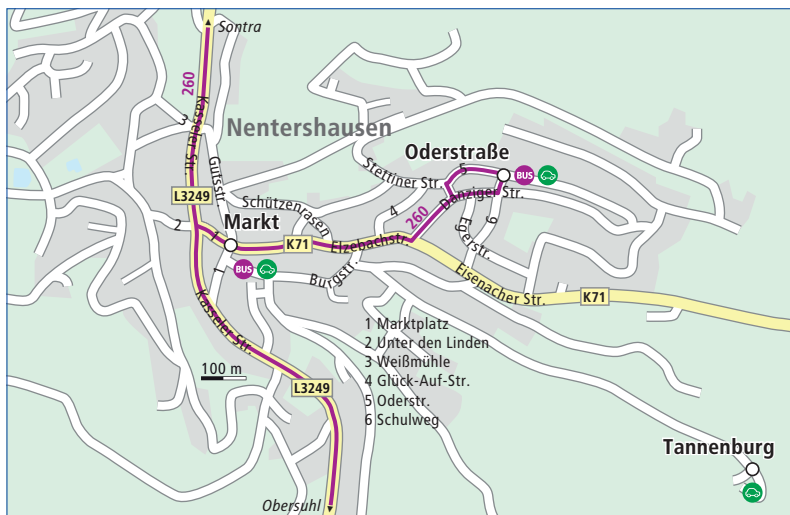 Sontra
260
Kasseler Str.
3
Nentershausen
Gutsstr.
Oderstraße
BUS
Stettiner Str.
5
Danziger Str.
L3249
Schützenrasen
4
260
6
2
Markt
1
K71
Elzebachstr.
Egerstr.
BUS
1
Burgstr.
Eisenacher Str.
K71
Kasseler Str.
1 Marktplatz
2 Unter den Linden
3 Weißmühle
4 Glück-Auf-Str.
5 Oderstr.
6 Schulweg
100 m
L3249
Tannenburg
Obersuhl